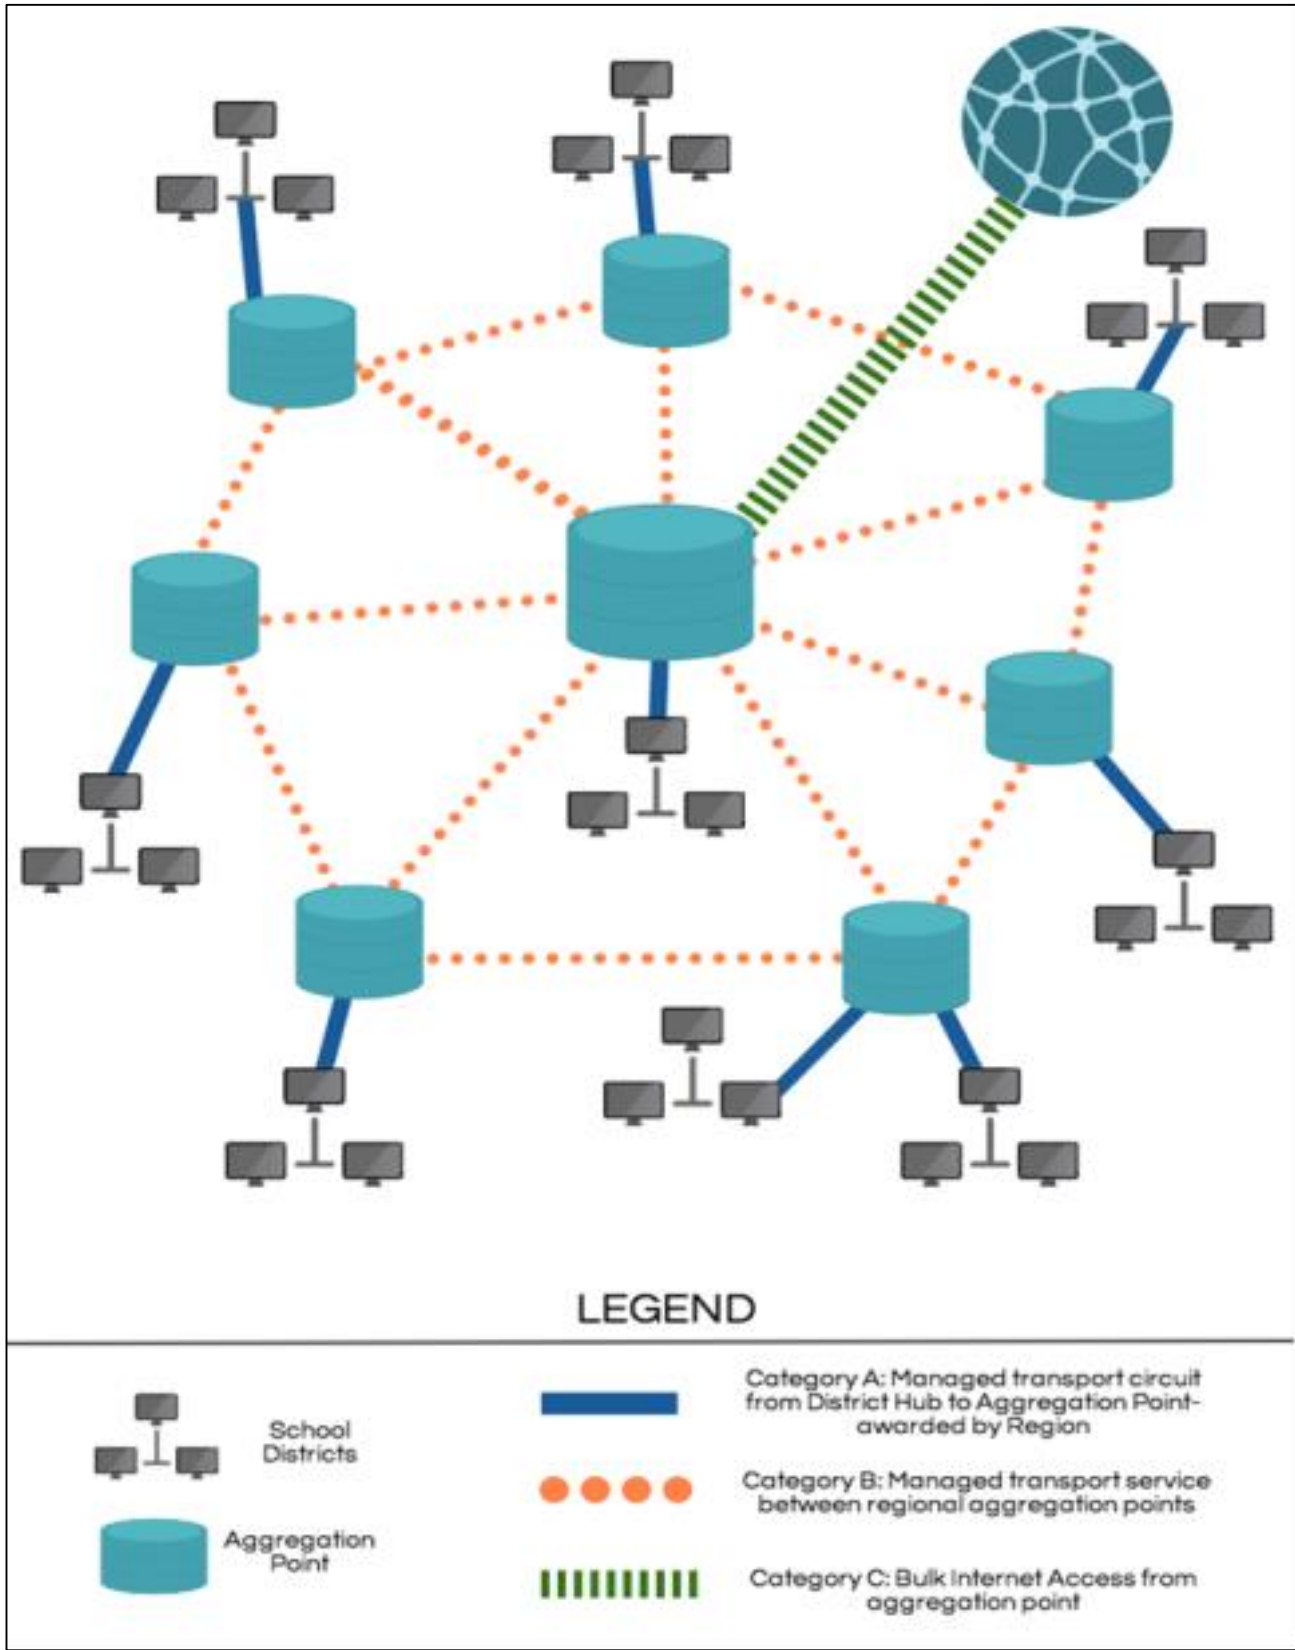 LEGEND
School
Districts
Aggregation
Point
Category A: Managed transport circuit
from District Hub to Aggregation Point-
awarded by Region
Category B: Managed transport service
between regional aggregation points
Category C: Bulk Internet Access from
aggregation point